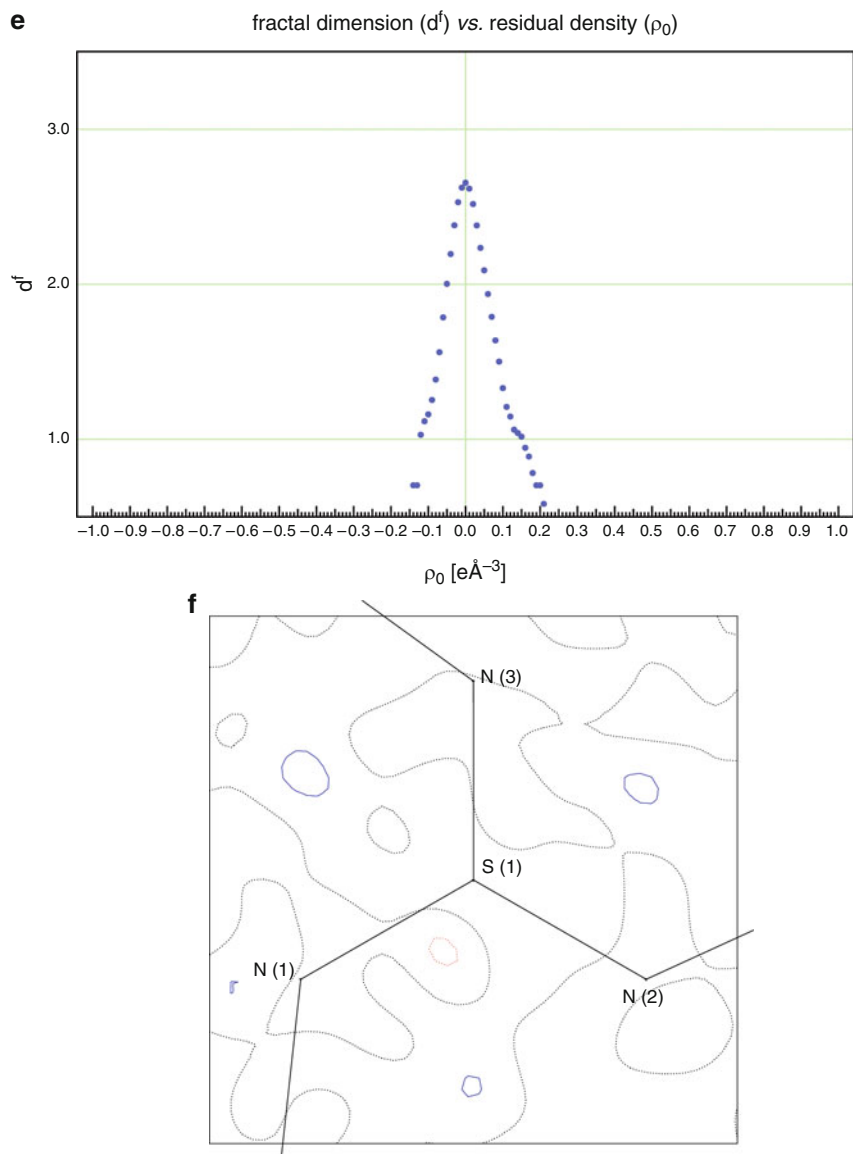 e
fractal dimension (dᶠ) vs. residual density (ρ₀)
3.0
2.0
1.0
dᶠ
−1.0 −0.9 −0.8 −0.7 −0.6 −0.5 −0.4 −0.3 −0.2 −0.1 0.0 0.1 0.2 0.3 0.4 0.5 0.6 0.7 0.8 0.9 1.0
ρ₀ [eÅ⁻³]
f
N (3)
S (1)
N (1)
N (2)